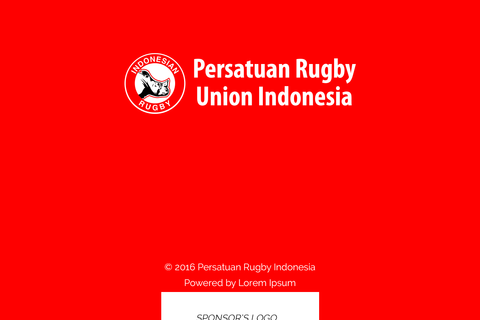 INDONESIAN
RUGBY
Persatuan Rugby
Union Indonesia
© 2016 Persatuan Rugby Indonesia
Powered by Lorem Ipsum
SPONSOR'S LOGO